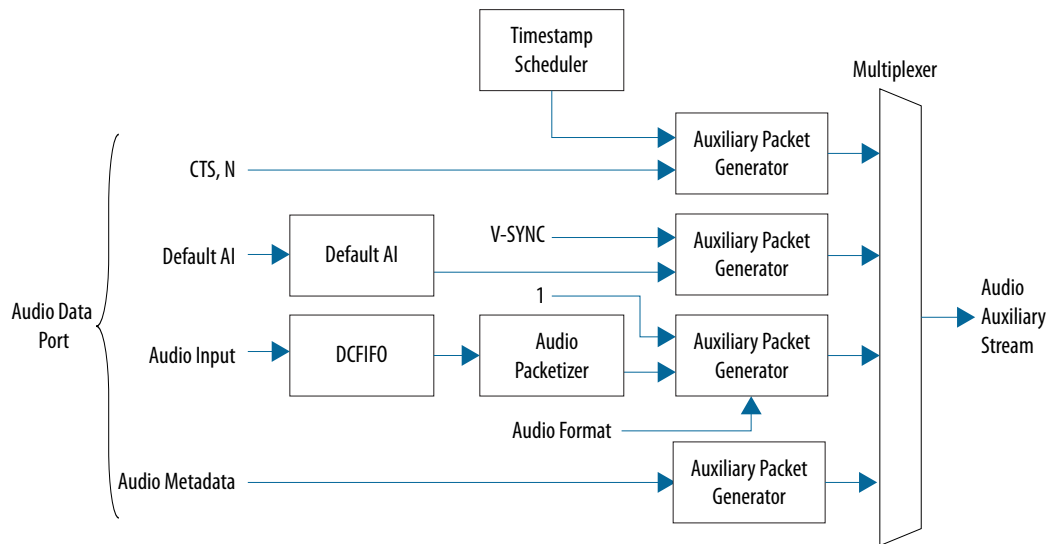 Timestamp
Scheduler
Multiplexer
Auxiliary Packet
Generator
CTS, N
V-SYNC
Auxiliary Packet
Generator
Default AI
Default AI
1
Audio Data
Port
Audio Input
DCFIFO
Audio
Packetizer
Auxiliary Packet
Generator
Audio
Auxiliary
Stream
Audio Format
Audio Metadata
Auxiliary Packet
Generator